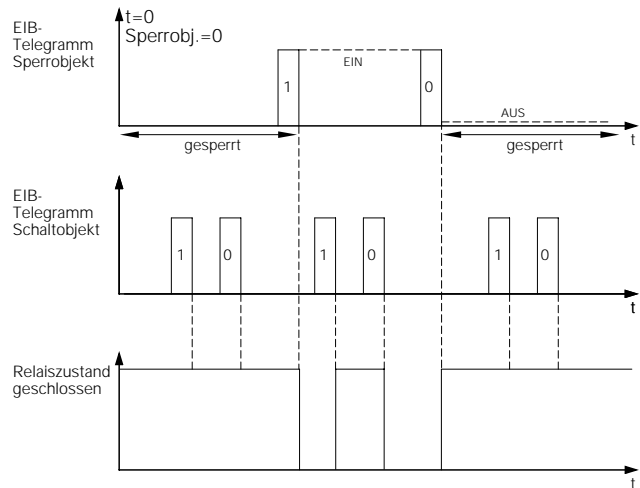 EIB-
Telegramm
Sperrobjekt
t=0
Sperrobj.=0
1
EIN
0
AUS
t
gesperrt
gesperrt
EIB-
Telegramm
Schaltobjekt
1
0
1
0
1
0
t
Relaiszustand
geschlossen
t